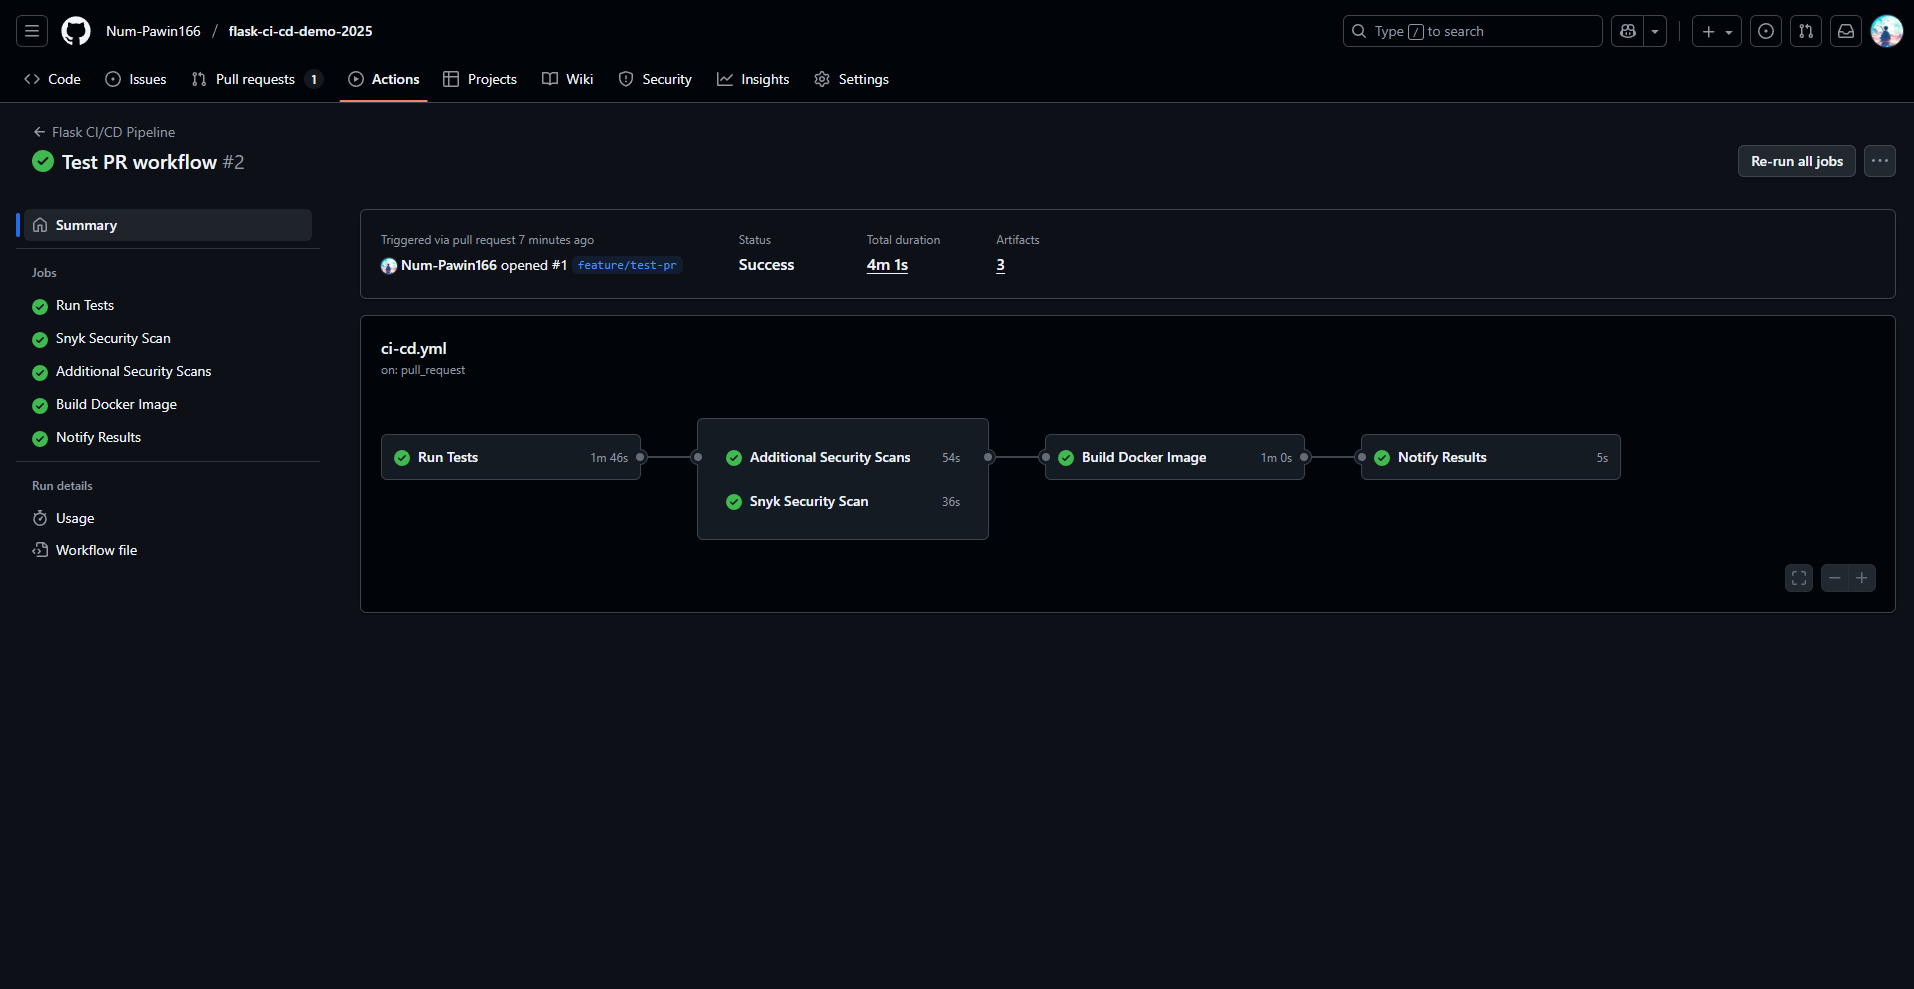 Num-Pawin166 / flask-ci-cd-demo-2025
Type / to search
Code
Issues
Pull requests 1
Actions
Projects
Wiki
Security
Insights
Settings
Flask CI/CD Pipeline
Test PR workflow #2
Re-run all jobs
Summary
Jobs
Run Tests
Snyk Security Scan
Additional Security Scans
Build Docker Image
Notify Results
Run details
Usage
Workflow file
Triggered via pull request 7 minutes ago
Num-Pawin166 opened #1 feature/test-pr
Status
Success
Total duration
4m 1s
Artifacts
3
ci-cd.yml
on: pull_request
Run Tests 1m 46s
Additional Security Scans 54s
Snyk Security Scan 36s
Build Docker Image 1m 0s
Notify Results 5s